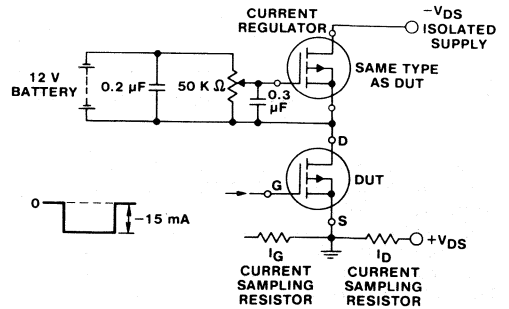 CURRENT
REGULATOR
−VDS
ISOLATED
SUPPLY
12 V
BATTERY
0.2 μF
50 K Ω
0.3
μF
SAME TYPE
AS DUT
D
G
DUT
S
0
−15 mA
+VDS
IG
CURRENT
SAMPLING
RESISTOR
ID
CURRENT
SAMPLING
RESISTOR